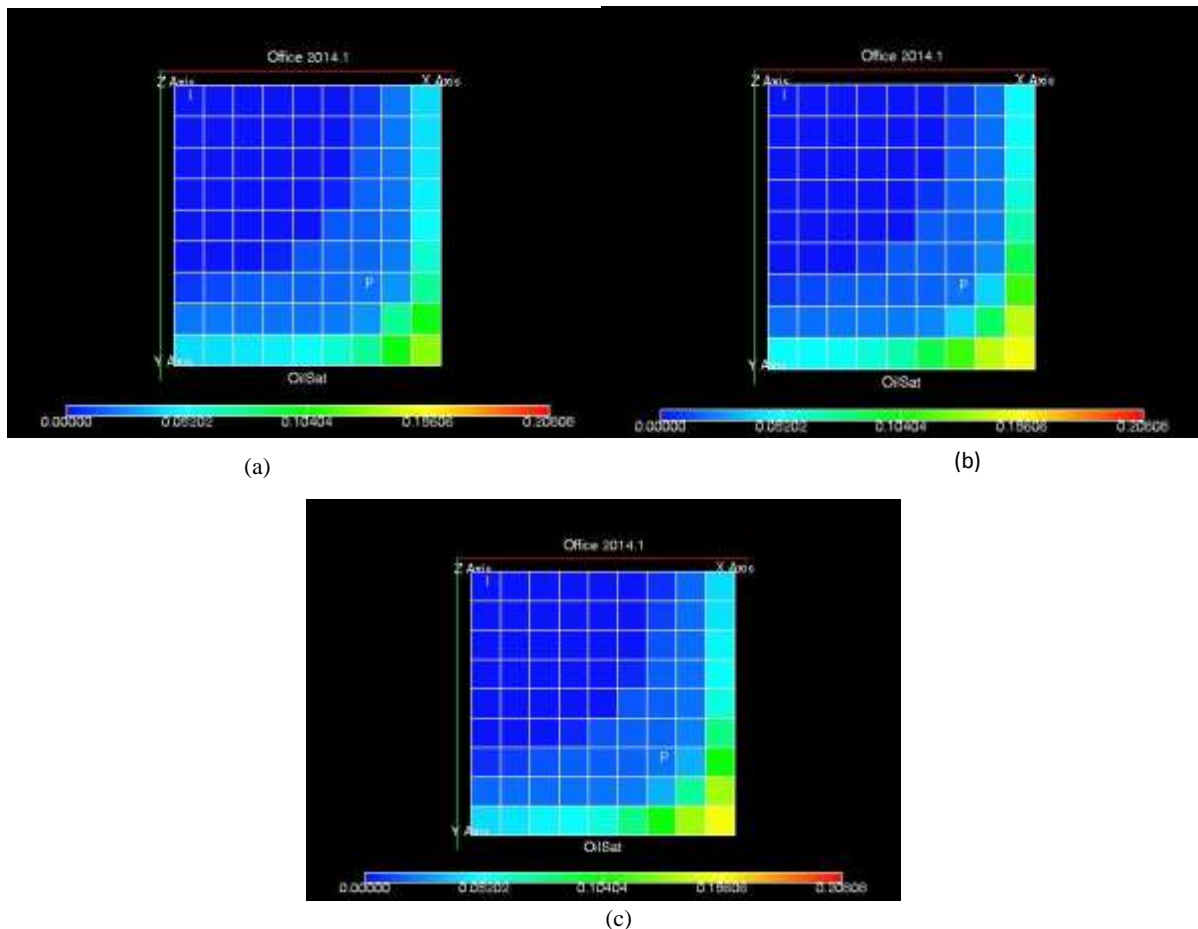 Office 2014.1
Z Axis X Axis
I
P
Y Axis
OilSat
0.00000 0.05202 0.10404 0.15606 0.20808
(a)
Office 2014.1
Z Axis X Axis
I
P
Y Axis
OilSat
0.00000 0.05202 0.10404 0.15606 0.20808
(b)
Office 2014.1
Z Axis X Axis
I
P
Y Axis
OilSat
0.00000 0.05202 0.10404 0.15606 0.20808
(c)